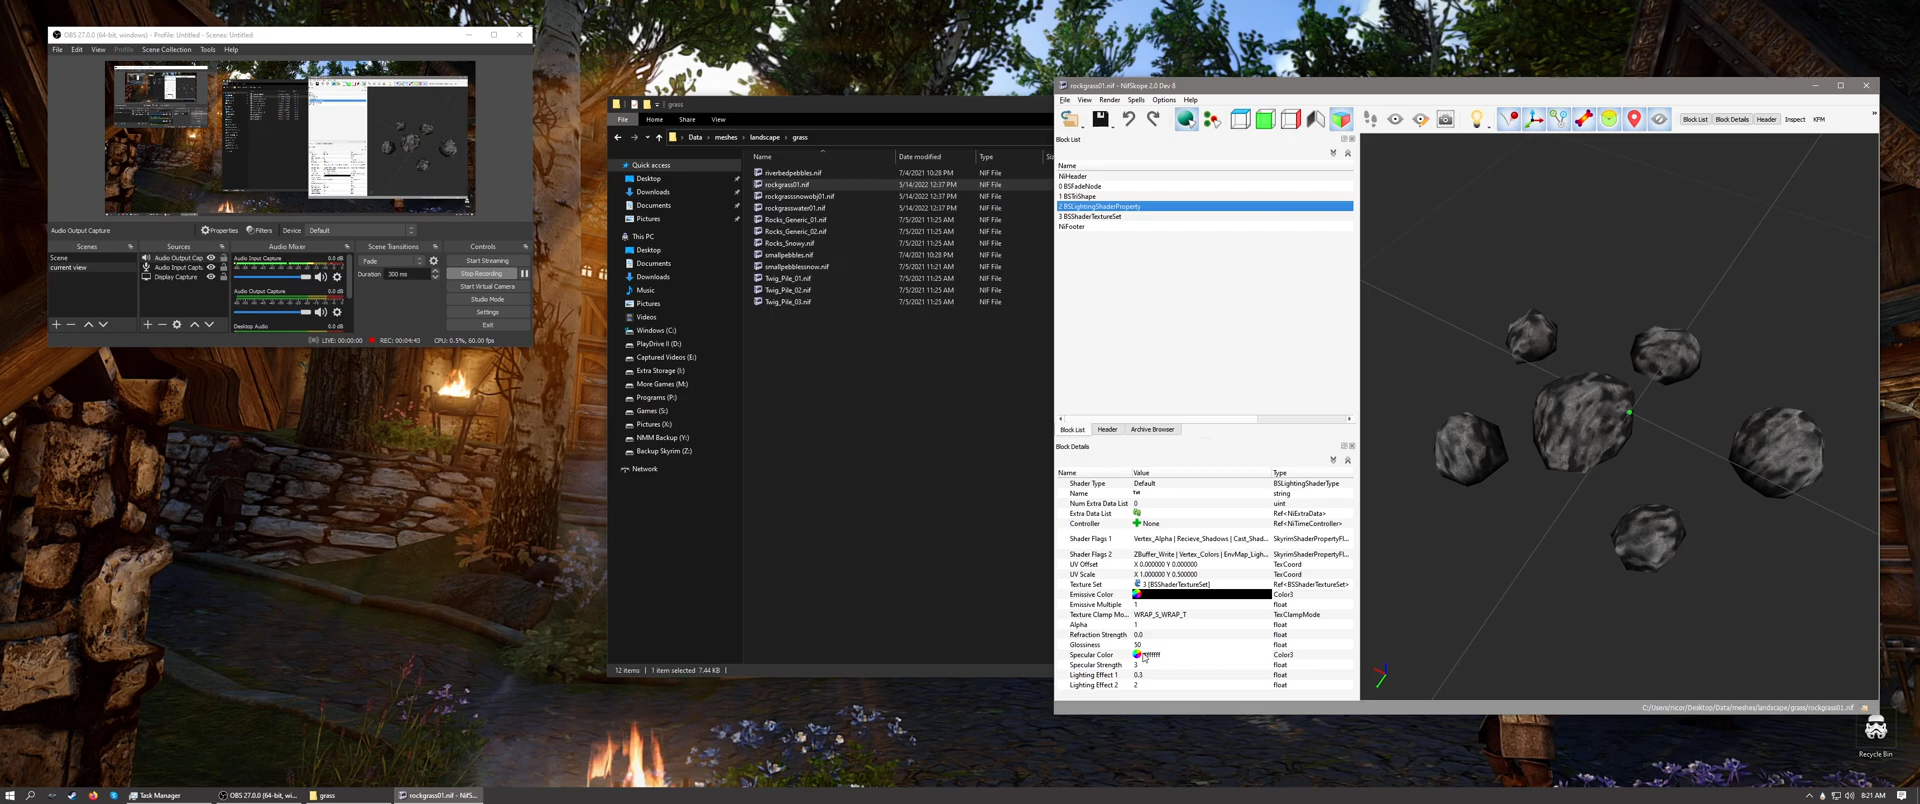 OBS 27.0.0 (64-bit, windows) - Profile: Untitled - Scenes: Untitled
File Edit View Profile Scene Collection Tools Help
Audio Output Capture Properties Filters Device Default
Scenes Sources Audio Mixer Scene Transitions Controls
Scene
current view
Audio Output Cap
Audio Input Captu
Display Capture
Audio Input Capture 0.0 dB
Audio Output Capture 0.0 dB
Desktop Audio 0.0 dB
Fade
Duration 300 ms
Start Streaming
Stop Recording
Start Virtual Camera
Studio Mode
Settings
Exit
LIVE: 00:00:00 REC: 00:04:43 CPU: 0.5%, 60.00 fps
grass
File Home Share View
Data meshes landscape grass
Name Date modified Type
Quick access
Desktop
Downloads
Documents
Pictures
This PC
Desktop
Documents
Downloads
Music
Pictures
Videos
Windows (C:)
PlayDrive II (D:)
Captured Videos (E:)
Extra Storage (I:)
More Games (M:)
Programs (P:)
Games (S:)
Pictures (X:)
NMM Backup (Y:)
Backup Skyrim (Z:)
Network
riverbedpebbles.nif 7/4/2021 10:28 PM NIF File
rockgrass01.nif 5/14/2022 12:37 PM NIF File
rockgrasssnowobj01.nif 5/14/2022 12:37 PM NIF File
rockgrasswater01.nif 5/14/2022 12:37 PM NIF File
Rocks_Generic_01.nif 7/5/2021 11:25 AM NIF File
Rocks_Generic_02.nif 7/5/2021 11:25 AM NIF File
Rocks_Snowy.nif 7/5/2021 11:25 AM NIF File
smallpebbles.nif 7/4/2021 10:28 PM NIF File
smallpebblessnow.nif 7/5/2021 11:21 AM NIF File
Twig_Pile_01.nif 7/5/2021 11:25 AM NIF File
Twig_Pile_02.nif 7/5/2021 11:25 AM NIF File
Twig_Pile_03.nif 7/5/2021 11:25 AM NIF File
12 items 1 item selected 7.44 KB
rockgrass01.nif - NifSkope 2.0 Dev 8
File View Render Spells Options Help
Block List Block Details Header Inspect KFM
Block List
Name
NiHeader
0 BSFadeNode
1 BSTriShape
2 BSLightingShaderProperty
3 BSShaderTextureSet
NiFooter
Block List Header Archive Browser
Block Details
Name Value Type
Shader Type Default BSLightingShaderType
Name Txt string
Num Extra Data List 0 uint
Extra Data List Ref<NiExtraData>
Controller None Ref<NiTimeController>
Shader Flags 1 Vertex_Alpha | Recieve_Shadows | Cast_Shad... SkyrimShaderPropertyFl...
Shader Flags 2 ZBuffer_Write | Vertex_Colors | EnvMap_Ligh... SkyrimShaderPropertyFl...
UV Offset X 0.000000 Y 0.000000 TexCoord
UV Scale X 1.000000 Y 0.500000 TexCoord
Texture Set 3 [BSShaderTextureSet] Ref<BSShaderTextureSet>
Emissive Color Color3
Emissive Multiple 1 float
Texture Clamp Mo... WRAP_S_WRAP_T TexClampMode
Alpha 1 float
Refraction Strength 0.0 float
Glossiness 50 float
Specular Color Color3
Specular Strength 3 float
Lighting Effect 1 0.3 float
Lighting Effect 2 2 float
C:/Users/nicor/Desktop/Data/meshes/landscape/grass/rockgrass01.nif
Recycle Bin
Task Manager OBS 27.0.0 (64-bit, wi... grass rockgrass01.nif - NifS... 8:21 AM